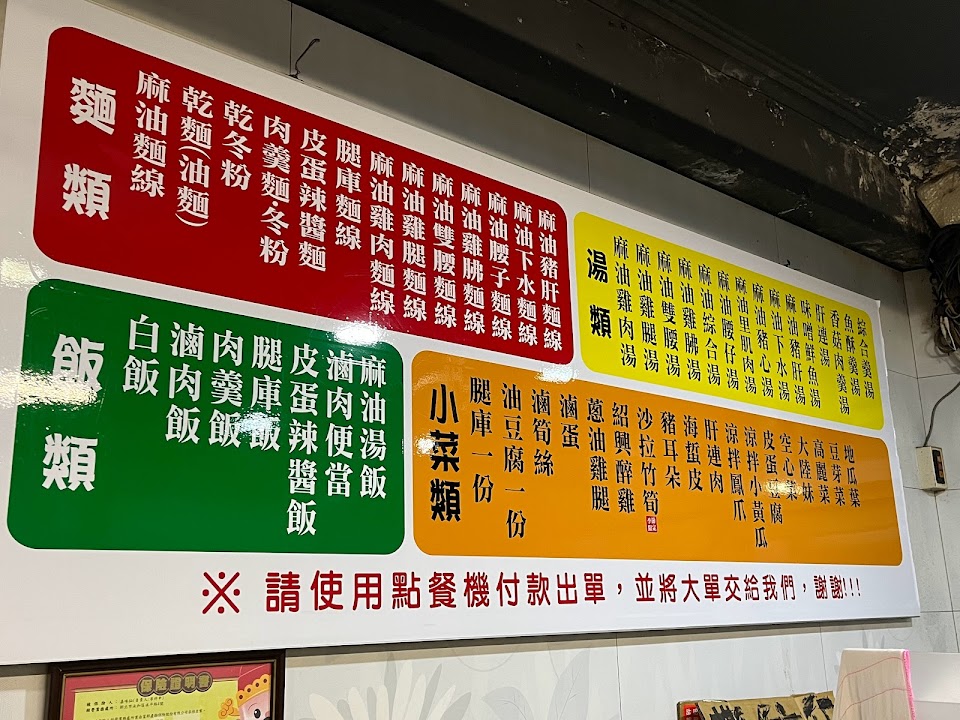 麵類
麻油麵線
乾麵(油麵)
乾冬粉
肉羹麵·冬粉
皮蛋辣醬麵
腿庫麵線
麻油雞肉麵線
麻油雞腿麵線
麻油雙腰麵線
麻油雞胇麵線
麻油腰子麵線
麻油下水麵線
麻油豬肝麵線
湯類
麻油雞肉湯
麻油雞腿湯
麻油雙腰湯
麻油雞胇湯
麻油綜合湯
麻油腰仔湯
麻油里肌肉湯
麻油豬心湯
麻油下水湯
麻油豬肝湯
味噌鮮魚湯
肝連湯
香菇肉羹湯
魚酥羹湯
綜合羹湯
飯類
白飯
滷肉飯
肉羹飯
腿庫飯
皮蛋辣醬飯
滷肉便當
麻油湯飯
小菜類
腿庫一份
油豆腐一份
滷筍絲
滷蛋
蔥油雞腿
紹興醉雞
沙拉竹筍
豬耳朵
海蜇皮
肝連肉
涼拌鳳爪
涼拌小黃瓜
皮蛋豆腐
空心菜
大陸妹
高麗菜
豆芽菜
地瓜葉
※ 請使用點餐機付款出單，並將大單交給我們，謝謝!!!
保險證明書